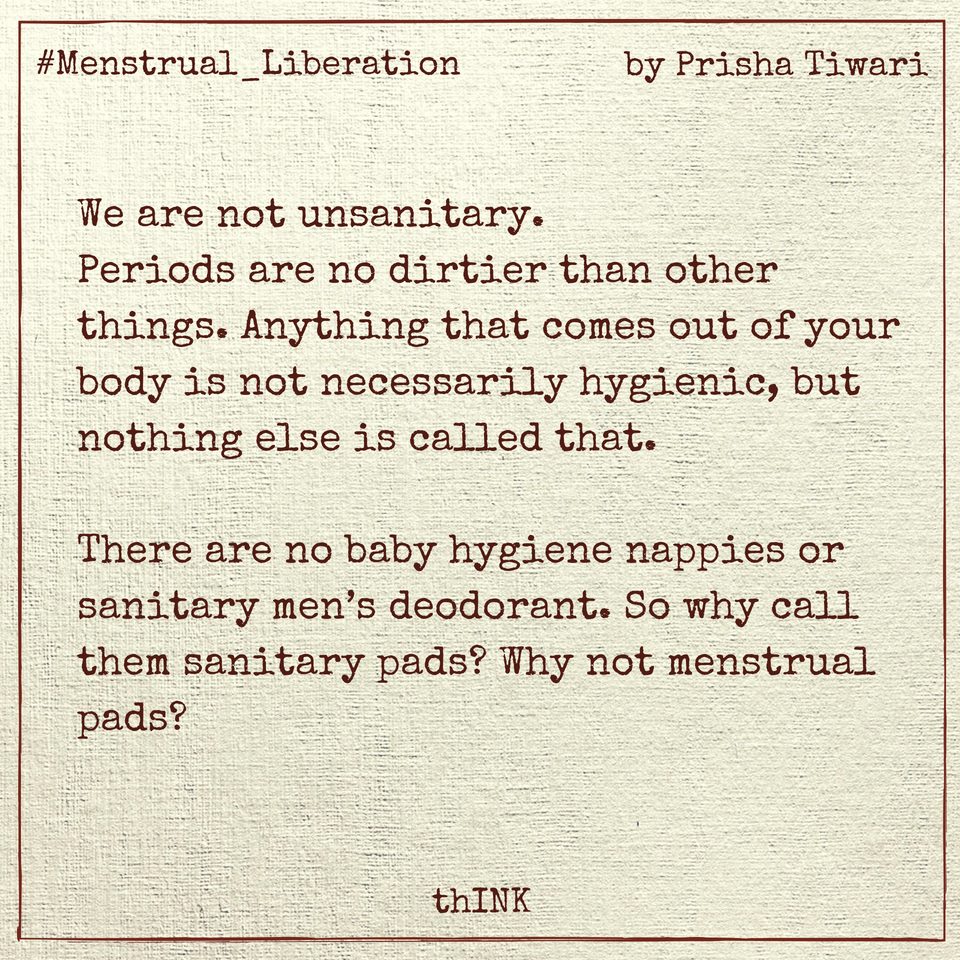 #Menstrual_Liberation by Prisha Tiwari
We are not unsanitary.
Periods are no dirtier than other
things. Anything that comes out of your
body is not necessarily hygienic, but
nothing else is called that.
There are no baby hygiene nappies or
sanitary men’s deodorant. So why call
them sanitary pads? Why not menstrual
pads?
thINK